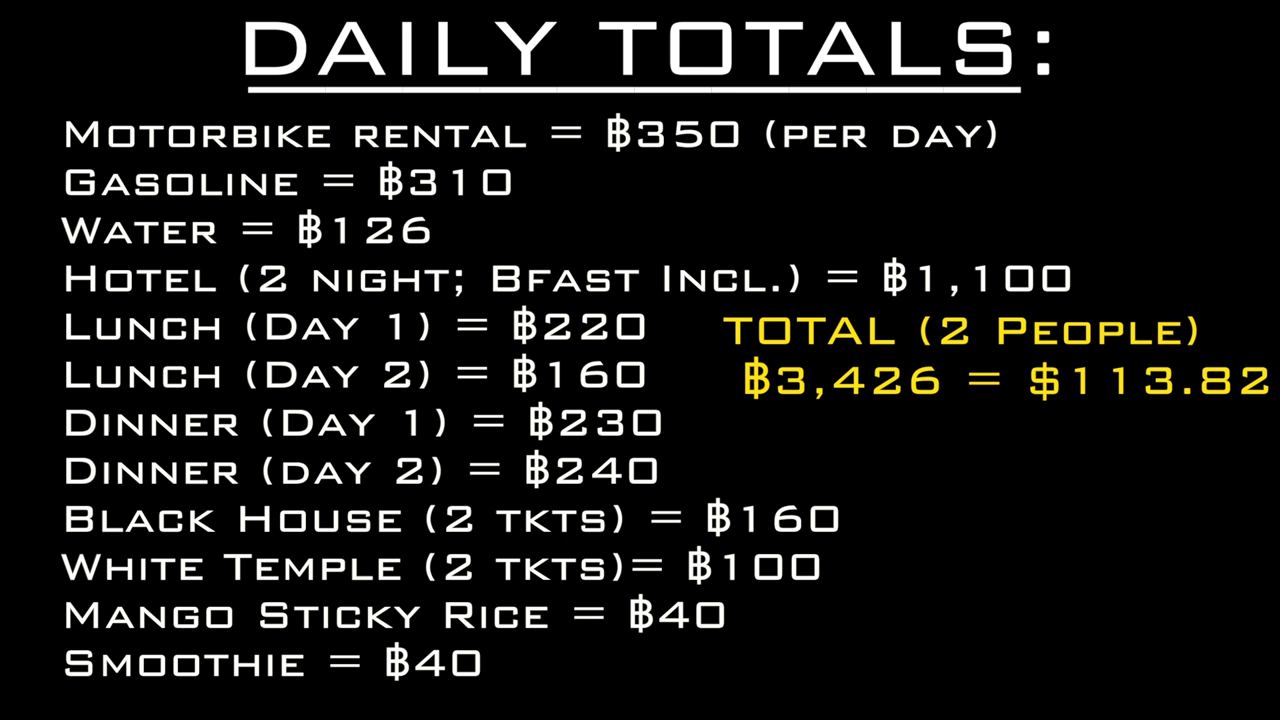 DAILY TOTALS:
MOTORBIKE RENTAL = ฿350 (PER DAY)
GASOLINE = ฿310
WATER = ฿126
HOTEL (2 NIGHT; BFAST INCL.) = ฿1,100
LUNCH (DAY 1) = ฿220
LUNCH (DAY 2) = ฿160
DINNER (DAY 1) = ฿230
DINNER (DAY 2) = ฿240
BLACK HOUSE (2 TKTS) = ฿160
WHITE TEMPLE (2 TKTS)= ฿100
MANGO STICKY RICE = ฿40
SMOOTHIE = ฿40
TOTAL (2 PEOPLE)
฿3,426 = $113.82